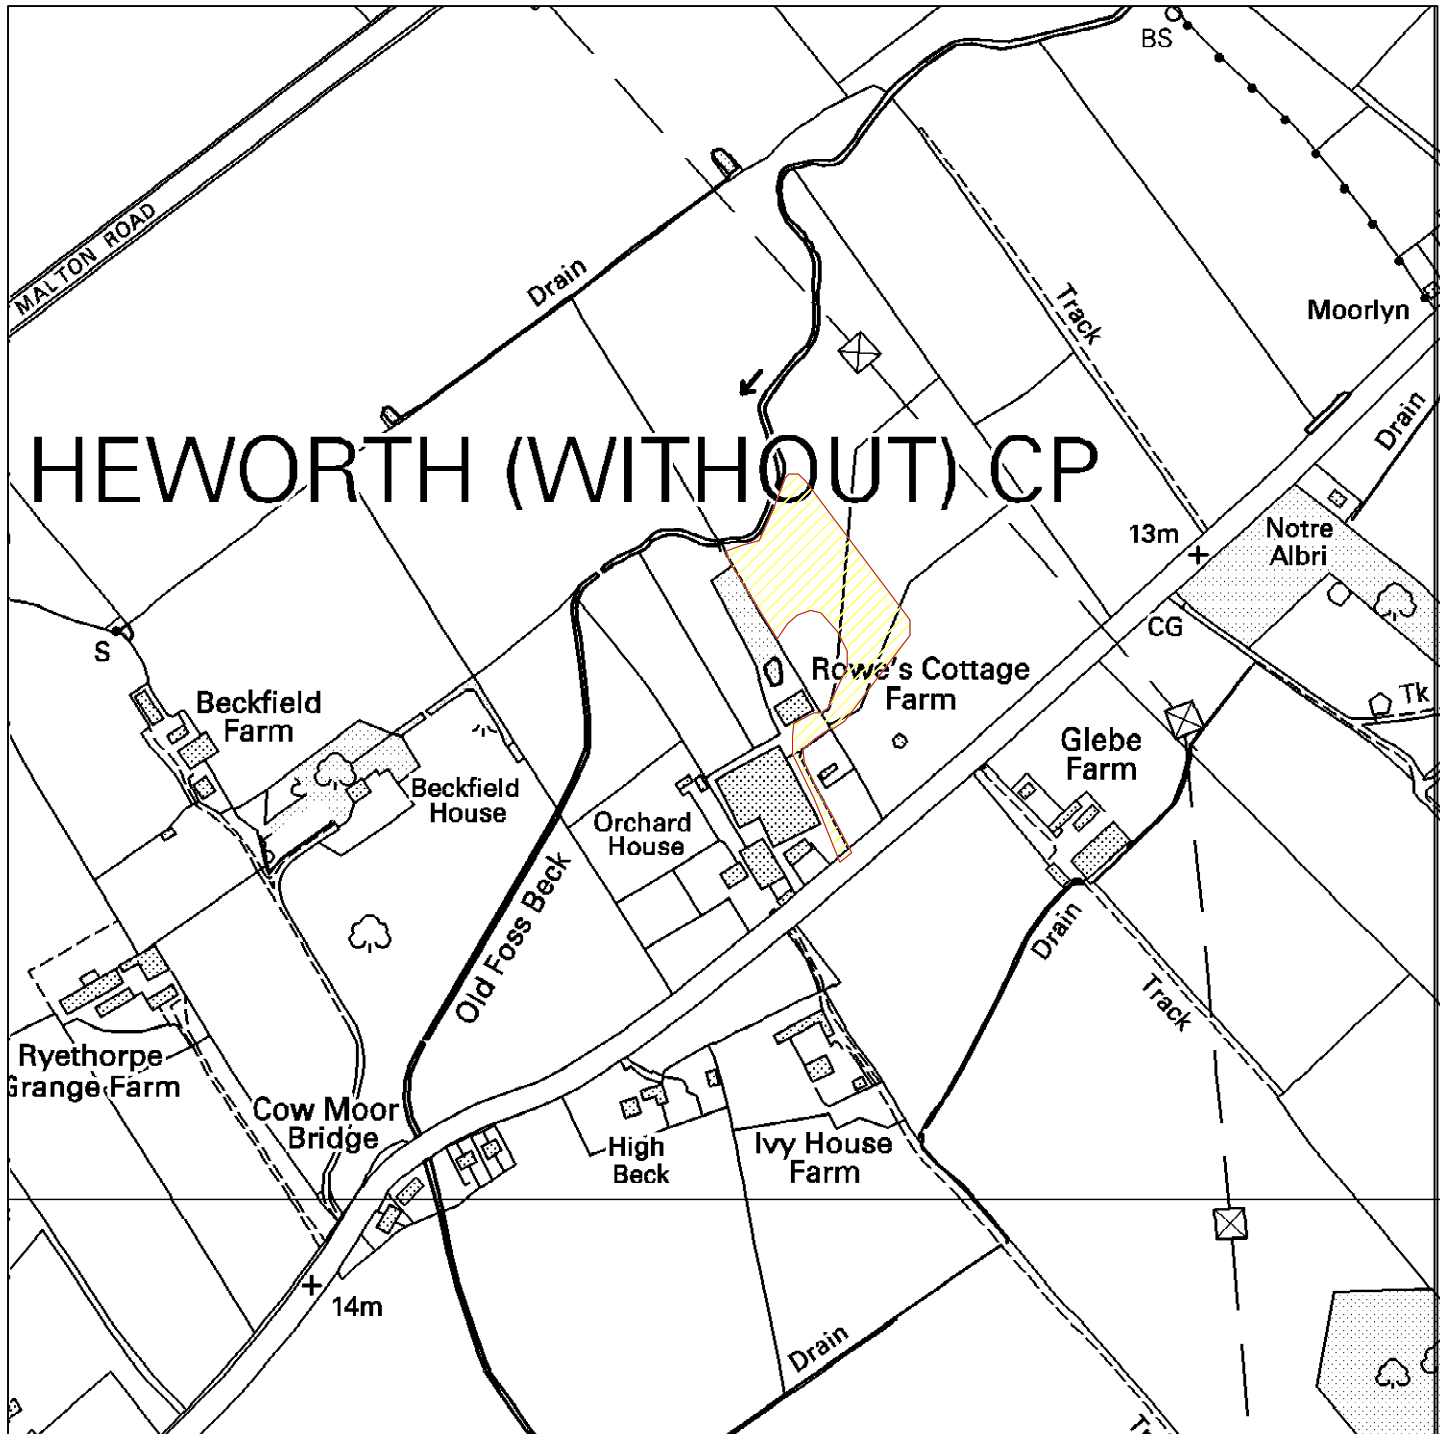 BS
MALTON ROAD
Drain
Track
Moorlyn
Drain
HEWORTH (WITHOUT) CP
13m
Notre
Albri
CG
S
Rowe's Cottage
Farm
Tk
Beckfield
Farm
Glebe
Farm
Beckfield
House
Orchard
House
Old Foss Beck
Drain
Track
Ryethorpe
Grange Farm
Cow Moor
Bridge
High
Beck
Ivy House
Farm
14m
Drain
Tr